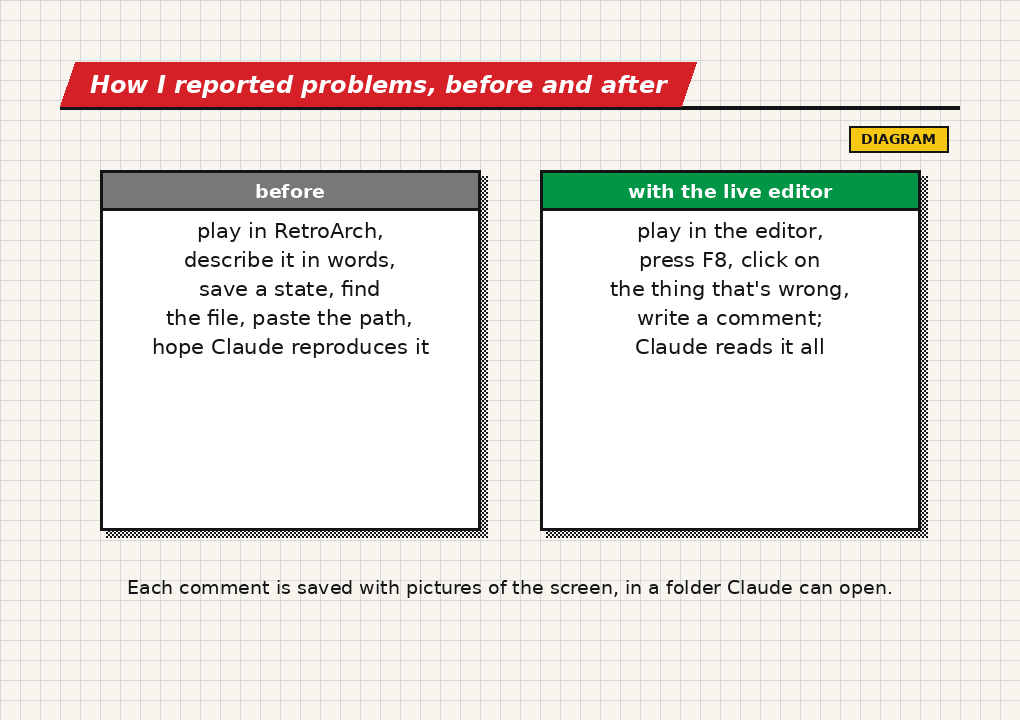 How I reported problems, before and after
DIAGRAM
before
play in RetroArch,
describe it in words,
save a state, find
the file, paste the path,
hope Claude reproduces it
with the live editor
play in the editor,
press F8, click on
the thing that's wrong,
write a comment;
Claude reads it all
Each comment is saved with pictures of the screen, in a folder Claude can open.